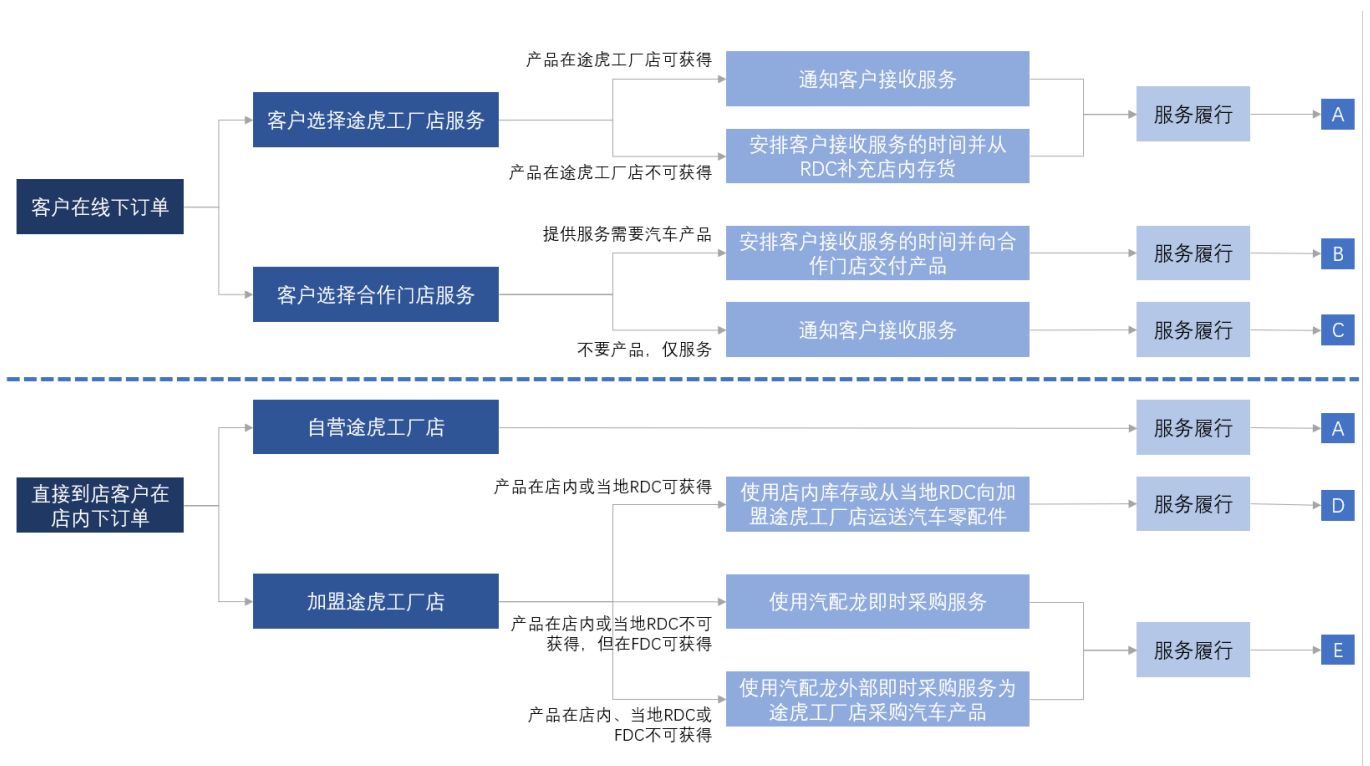 客户在线下订单
客户选择途虎工厂店服务
产品在途虎工厂店可获得
通知客户接收服务
产品在途虎工厂店不可获得
安排客户接收服务的时间并从
RDC补充店内存货
服务履行
A
客户选择合作门店服务
提供服务需要汽车产品
安排客户接收服务的时间并向合
作门店交付产品
服务履行
B
不要产品，仅服务
通知客户接收服务
服务履行
C
直接到店客户在
店内下订单
自营途虎工厂店
服务履行
A
加盟途虎工厂店
产品在店内或当地RDC可获得
使用店内库存或从当地RDC向加
盟途虎工厂店运送汽车零配件
服务履行
D
产品在店内或当地RDC不可
获得，但在FDC可获得
使用汽配龙即时采购服务
产品在店内、当地RDC或
FDC不可获得
使用汽配龙外部即时采购服务为
途虎工厂店采购汽车产品
服务履行
E